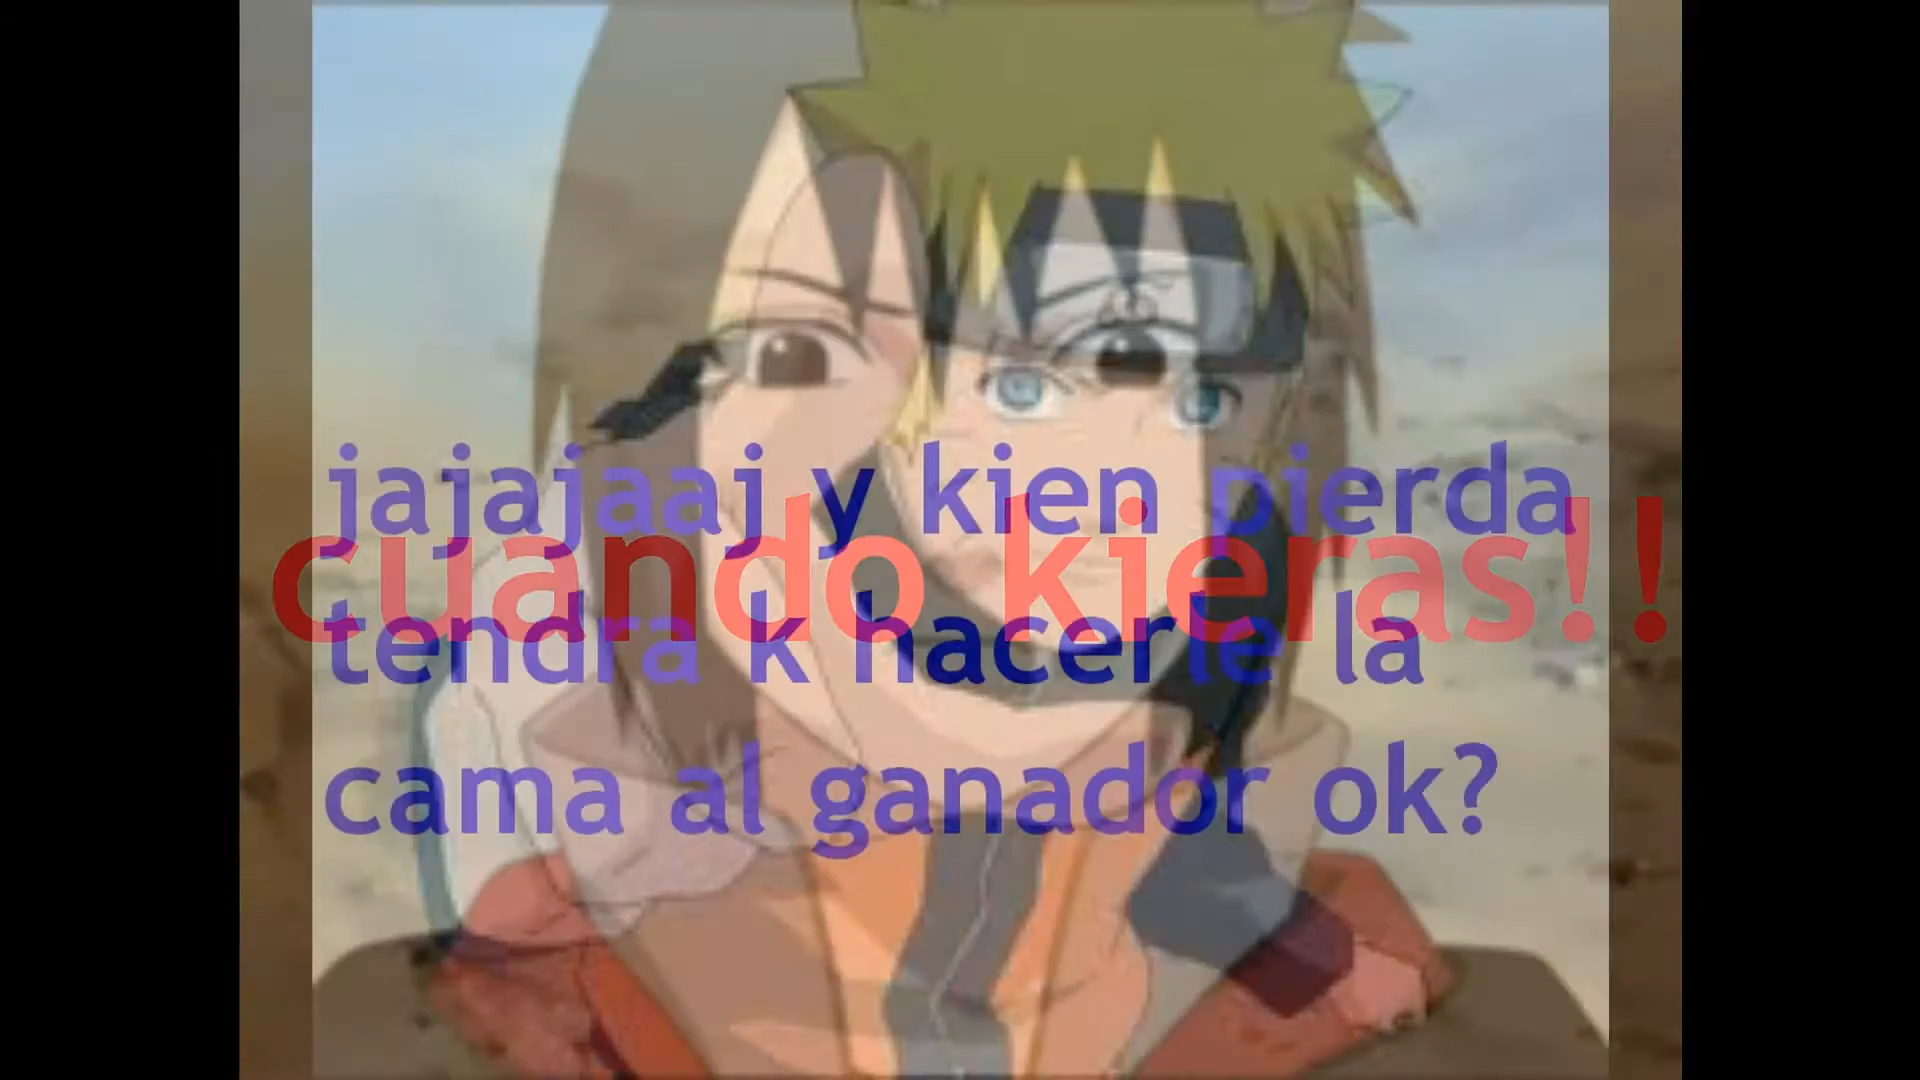 jajajaaj y kien pierda
cuando kieras!!
tendra k hacerle la
cama al ganador ok?